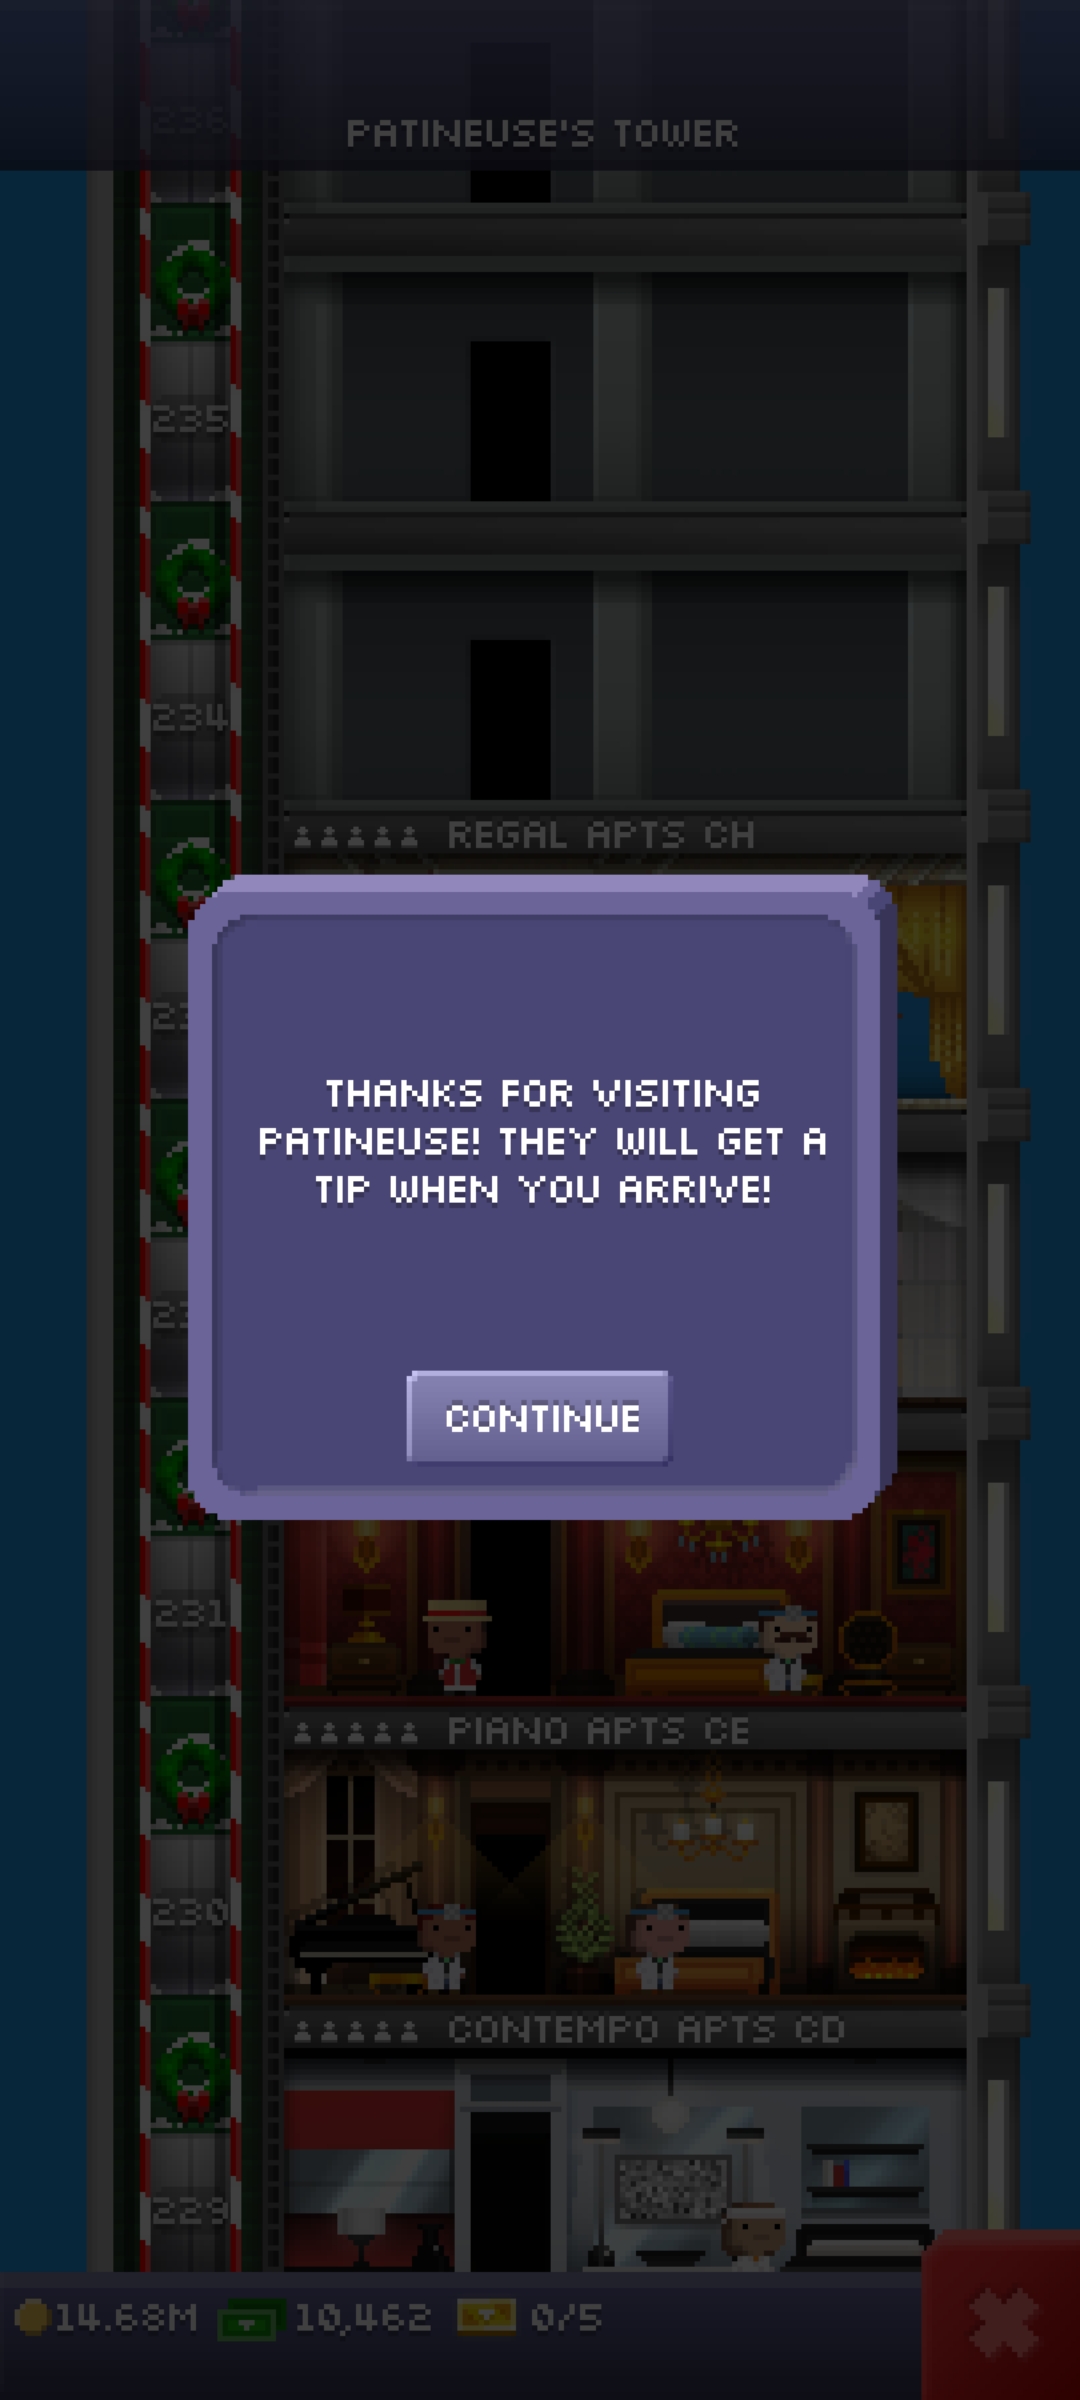 236
PATINEUSE'S TOWER
235
234
REGAL APTS CH
THANKS FOR VISITING
PATINEUSE! THEY WILL GET A
TIP WHEN YOU ARRIVE!
CONTINUE
231
PIANO APTS CE
230
CONTEMPO APTS CD
229
14.68M 10,462 0/5